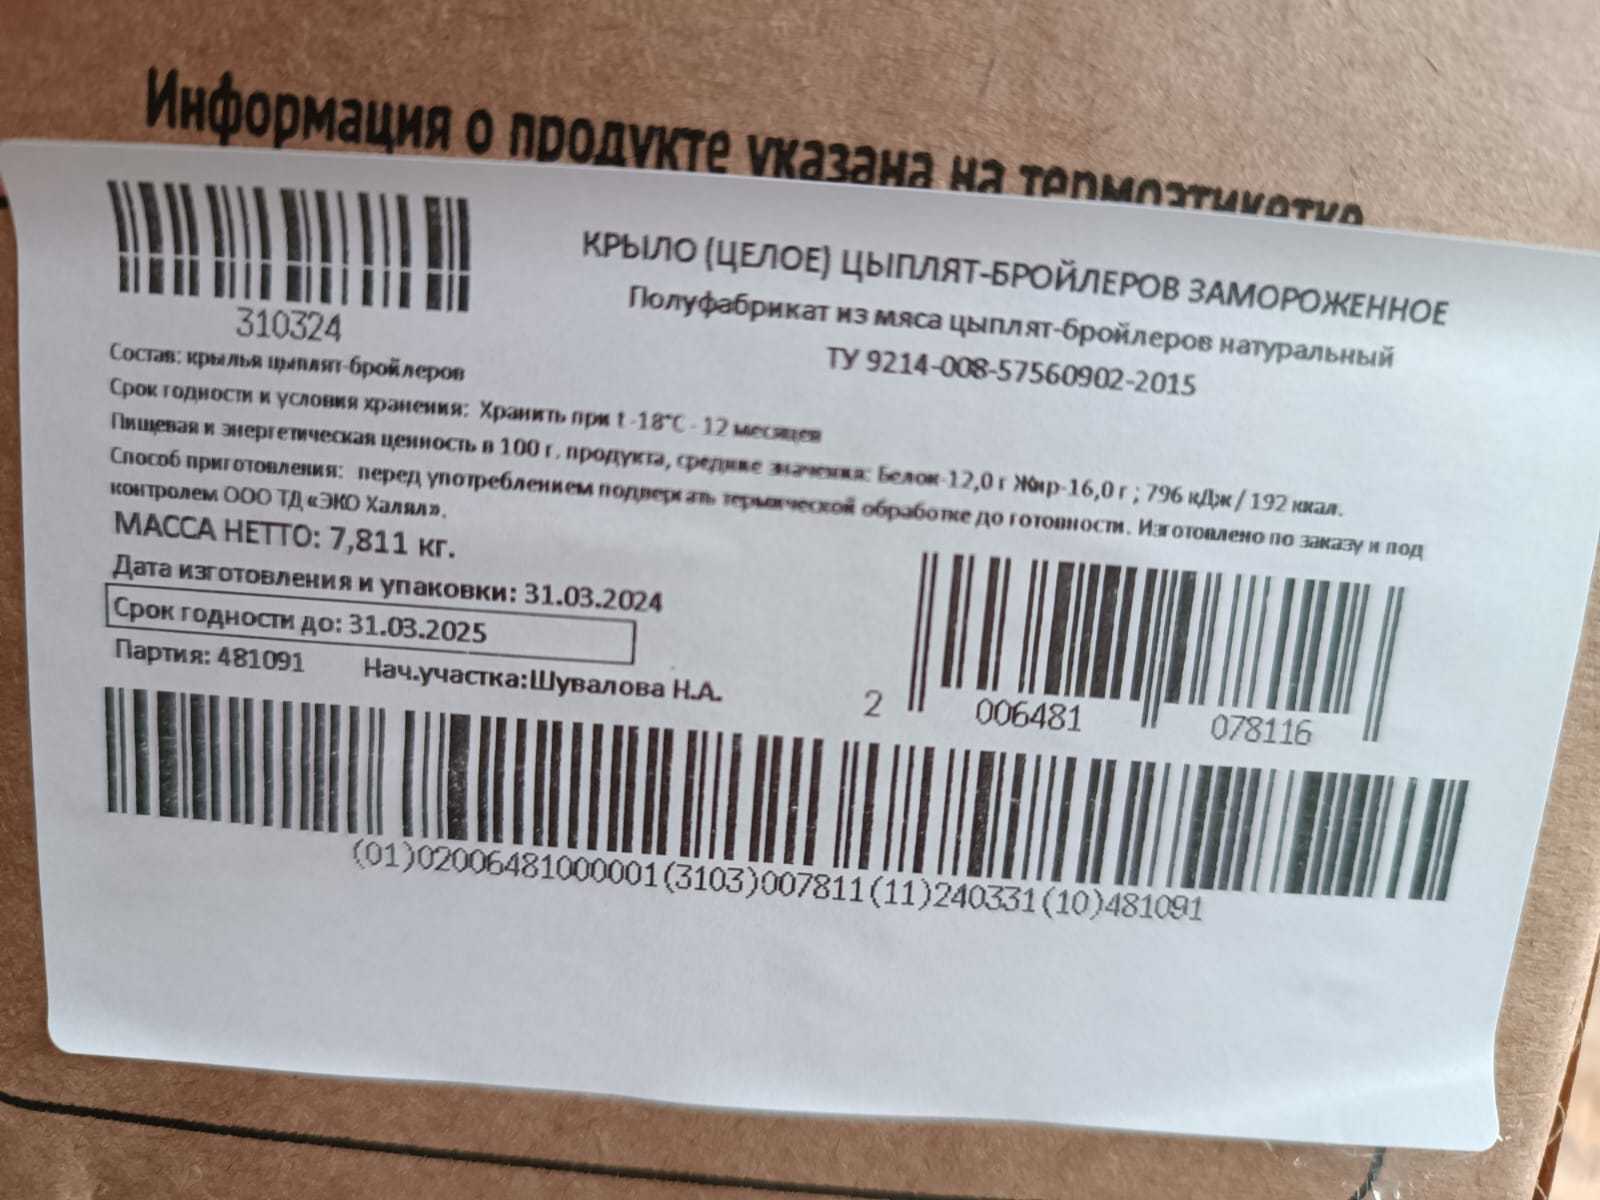 Информация о продукте указана на термоэтикетке
310324
КРЫЛО (ЦЕЛОЕ) ЦЫПЛЯТ-БРОЙЛЕРОВ ЗАМОРОЖЕННОЕ
Полуфабрикат из мяса цыплят-бройлеров натуральный
ТУ 9214-008-57560902-2015
Состав: крылья цыплят-бройлеров
Срок годности и условия хранения: Хранить при t -18°С - 12 месяцев
Пищевая и энергетическая ценность в 100 г. продукта, средние значения: Белок-12,0 г Жир-16,0 г ; 796 кДж / 192 ккал.
Способ приготовления: перед употреблением подвергать термической обработке до готовности. Изготовлено по заказу и под
контролем ООО ТД «ЭКО Халял».
МАССА НЕТТО: 7,811 кг.
Дата изготовления и упаковки: 31.03.2024
Срок годности до: 31.03.2025
Партия: 481091 Нач.участка:Шувалова Н.А.
2 006481 078116
(01)02006481000001(3103)007811(11)240331(10)481091